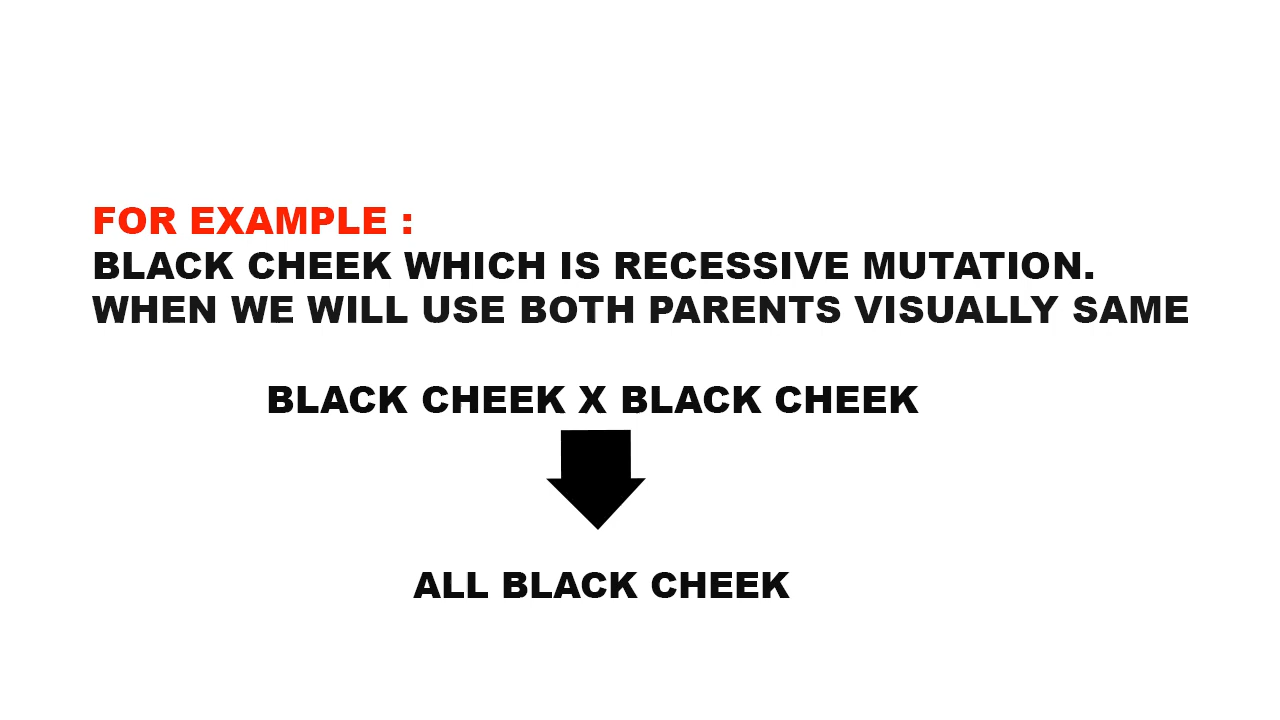 FOR EXAMPLE :
BLACK CHEEK WHICH IS RECESSIVE MUTATION.
WHEN WE WILL USE BOTH PARENTS VISUALLY SAME
BLACK CHEEK X BLACK CHEEK
ALL BLACK CHEEK